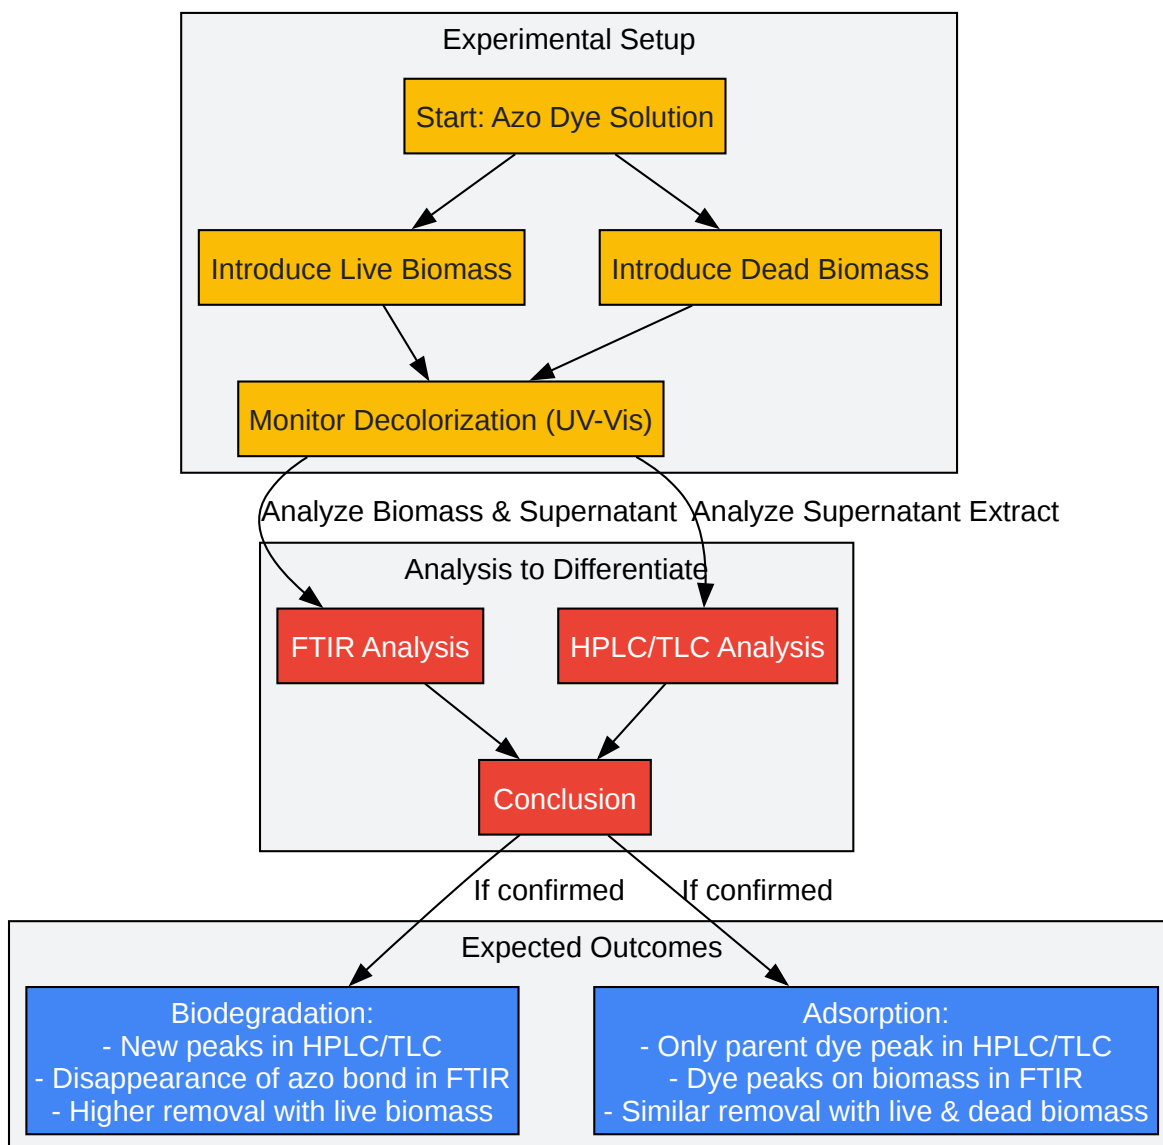 Experimental Setup
Start: Azo Dye Solution
Introduce Live Biomass
Introduce Dead Biomass
Monitor Decolorization (UV-Vis)
Analyze Biomass & Supernatant
Analyze Supernatant Extract
Analysis to Differentiate
FTIR Analysis
HPLC/TLC Analysis
Conclusion
If confirmed
If confirmed
Expected Outcomes
Biodegradation:
- New peaks in HPLC/TLC
- Disappearance of azo bond in FTIR
- Higher removal with live biomass
Adsorption:
- Only parent dye peak in HPLC/TLC
- Dye peaks on biomass in FTIR
- Similar removal with live & dead biomass